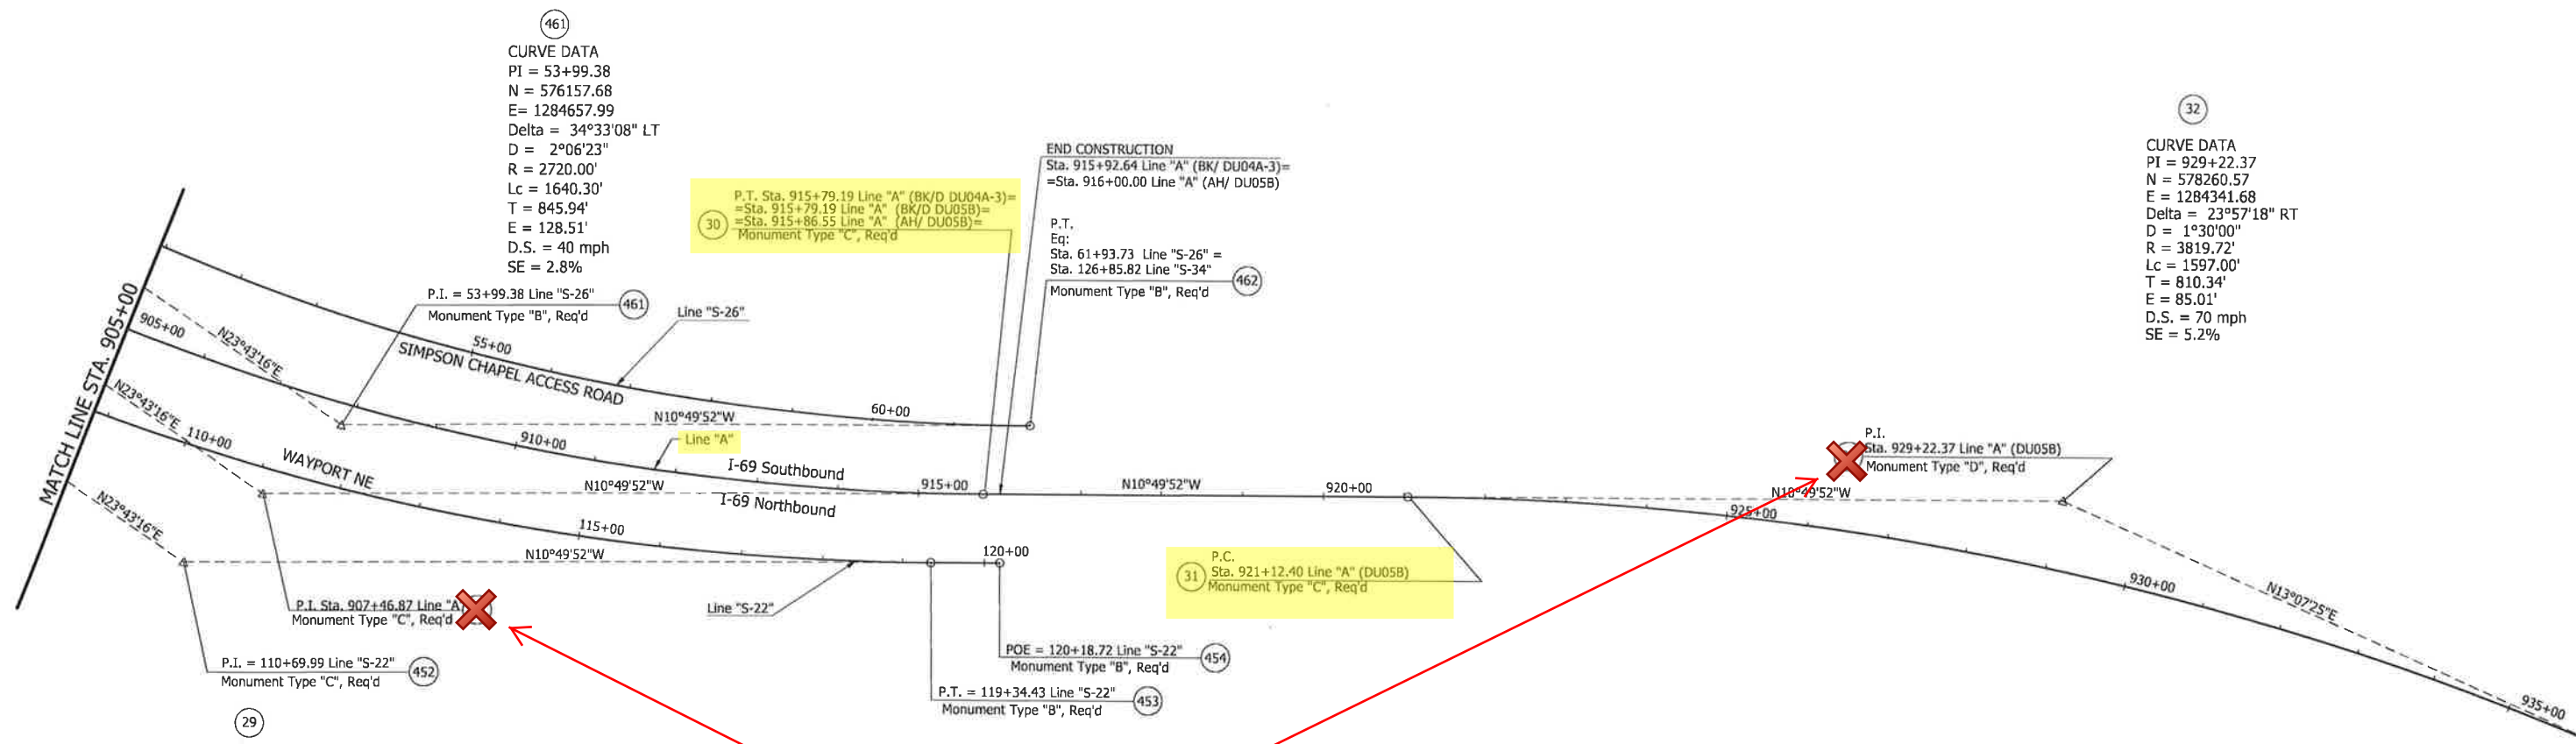 461
CURVE DATA
PI = 53+99.38
N = 576157.68
E= 1284657.99
Delta = 34°33'08" LT
D = 2°06'23"
R = 2720.00'
Lc = 1640.30'
T = 845.94'
E = 128.51'
D.S. = 40 mph
SE = 2.8%
32
CURVE DATA
PI = 929+22.37
N = 578260.57
E = 1284341.68
Delta = 23°57'18" RT
D = 1°30'00"
R = 3819.72'
Lc = 1597.00'
T = 810.34'
E = 85.01'
D.S. = 70 mph
SE = 5.2%
END CONSTRUCTION
Sta. 915+92.64 Line "A" (BK/ DU04A-3)=
=Sta. 916+00.00 Line "A" (AH/ DU05B)
P.T. Sta. 915+79.19 Line "A" (BK/D DU04A-3)=
=Sta. 915+79.19 Line "A" (BK/D DU05B)=
=Sta. 915+86.55 Line "A" (AH/ DU05B)=
Monument Type "C", Req'd
30
P.T.
Eq:
Sta. 61+93.73 Line "S-26" =
Sta. 126+85.82 Line "S-34"
Monument Type "B", Req'd
462
P.I. = 53+99.38 Line "S-26"
Monument Type "B", Req'd
461
Line "S-26"
MATCH LINE STA. 905+00
905+00
N23°43'16"E
55+00
SIMPSON CHAPEL ACCESS ROAD
60+00
N10°49'52"W
N23°43'16"E
110+00
WAYPORT NE
910+00
Line "A"
I-69 Southbound
N10°49'52"W
I-69 Northbound
915+00
N10°49'52"W
920+00
N10°49'52"W
925+00
P.I.
Sta. 929+22.37 Line "A" (DU05B)
Monument Type "D", Req'd
930+00
N13°07'25"E
935+00
N23°43'16"E
115+00
N10°49'52"W
120+00
P.C.
31
Sta. 921+12.40 Line "A" (DU05B)
Monument Type "C", Req'd
P.I. Sta. 907+46.87 Line "A
Monument Type "C", Req'd
Line "S-22"
P.I. = 110+69.99 Line "S-22"
Monument Type "C", Req'd
452
POE = 120+18.72 Line "S-22"
Monument Type "B", Req'd
454
P.T. = 119+34.43 Line "S-22"
Monument Type "B", Req'd
453
29